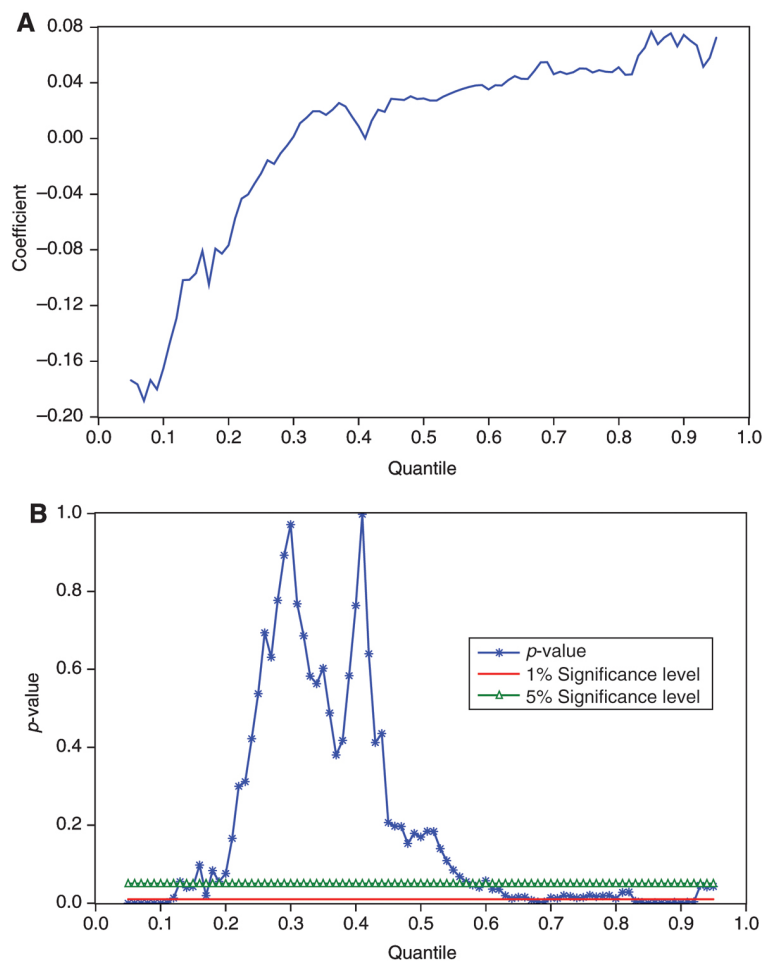 A
0.08
0.04
0.00
–0.04
–0.08
–0.12
–0.16
–0.20
Coefficient
0.0 0.1 0.2 0.3 0.4 0.5 0.6 0.7 0.8 0.9 1.0
Quantile
B
1.0
0.8
0.6
0.4
0.2
0.0
p-value
p-value
1% Significance level
5% Significance level
0.0 0.1 0.2 0.3 0.4 0.5 0.6 0.7 0.8 0.9 1.0
Quantile